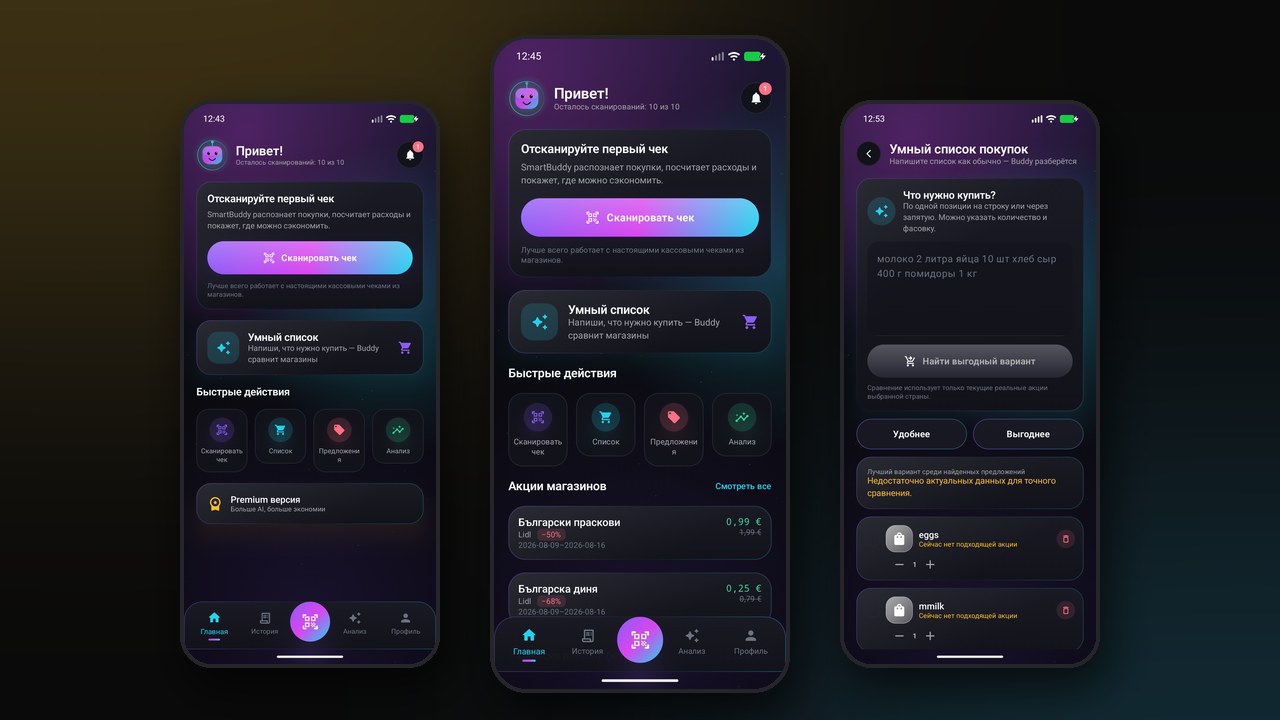 12:43
Привет!
Осталось сканирований: 10 из 10
1
Отсканируйте первый чек
SmartBuddy распознает покупки, посчитает расходы и
покажет, где можно сэкономить.
Сканировать чек
Лучше всего работает с настоящими кассовыми чеками из
магазинов.
Умный список
Напиши, что нужно купить — Buddy
сравнит магазины
Быстрые действия
Сканировать
чек
Список
Предложени
я
Анализ
Premium версия
Больше AI, больше экономии
Главная
История
Анализ
Профиль
12:45
Привет!
Осталось сканирований: 10 из 10
1
Отсканируйте первый чек
SmartBuddy распознает покупки, посчитает расходы и
покажет, где можно сэкономить.
Сканировать чек
Лучше всего работает с настоящими кассовыми чеками из
магазинов.
Умный список
Напиши, что нужно купить — Buddy
сравнит магазины
Быстрые действия
Сканировать
чек
Список
Предложени
я
Анализ
Акции магазинов
Смотреть все
Български праскови
0,99 €
Lidl −50%
1,99 €
2026-08-09–2026-08-16
Българска диня
0,25 €
Lidl −68%
0,79 €
2026-08-09–2026-08-16
Главная
История
Анализ
Профиль
12:53
Умный список покупок
Напишите список как обычно — Buddy разберётся
Что нужно купить?
По одной позиции на строку или через
запятую. Можно указать количество и
фасовку.
молоко 2 литра яйца 10 шт хлеб сыр
400 г помидоры 1 кг
Найти выгодный вариант
Сравнение использует только текущие реальные акции
выбранной страны.
Удобнее
Выгоднее
Лучший вариант среди найденных предложений
Недостаточно актуальных данных для точного
сравнения.
eggs
Сейчас нет подходящей акции
— 1 +
mmilk
Сейчас нет подходящей акции
— 1 +